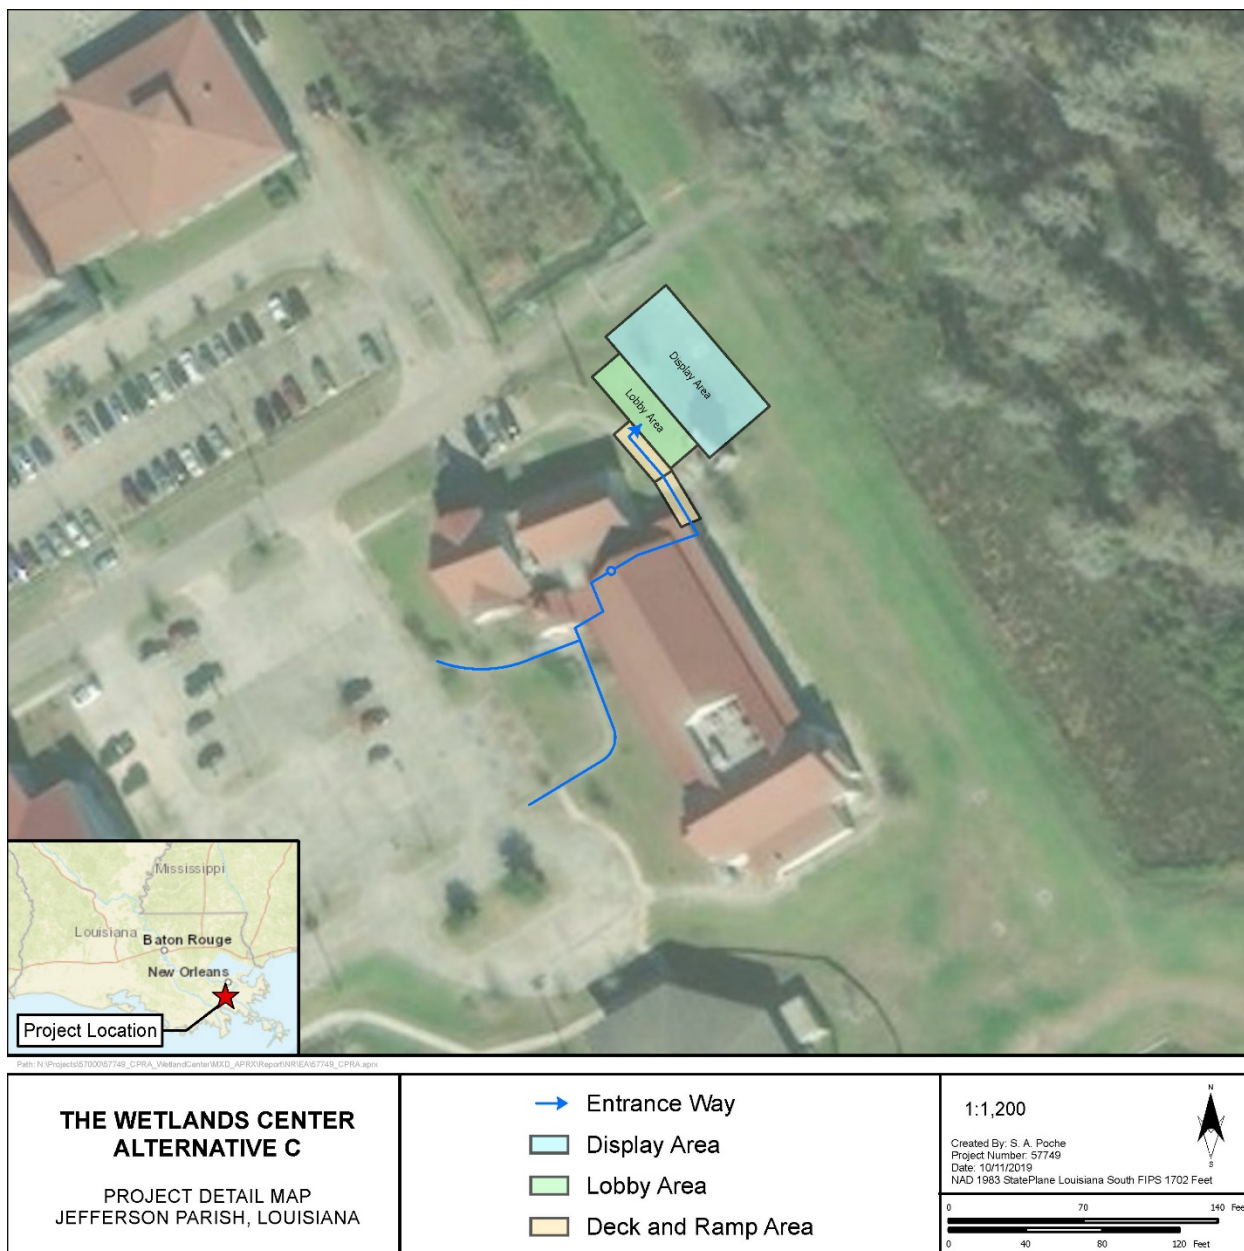 Display Area
Lobby Area
Mississippi
Louisiana
Baton Rouge
New Orleans
Project Location
THE WETLANDS CENTER
ALTERNATIVE C
PROJECT DETAIL MAP
JEFFERSON PARISH, LOUISIANA
Entrance Way
Display Area
Lobby Area
Deck and Ramp Area
1:1,200
N
S
Created By: S. A. Poche
Project Number: 57749
Date: 10/11/2019
NAD 1983 StatePlane Louisiana South FIPS 1702 Feet
0 70 140 Fee
0 40 80 120 Feet